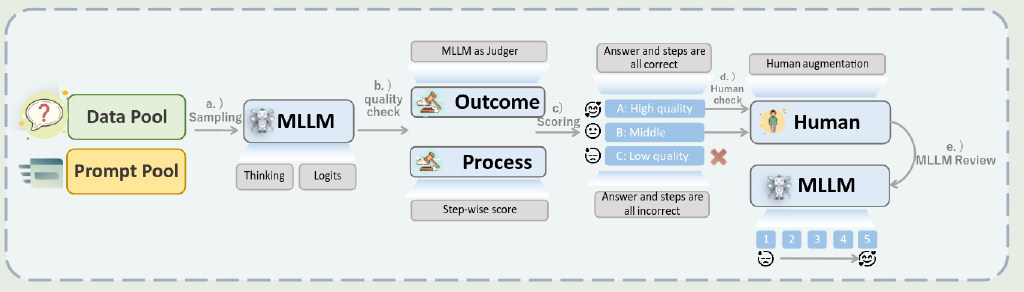 Data Pool
Prompt Pool
a.)
Sampling
MLLM
Thinking
Logits
b.)
quality
check
MLLM as Judger
Outcome
Process
Step-wise score
c)
Scoring
Answer and steps are
all correct
A: High quality
B: Middle
C: Low quality
Answer and steps are
all incorrect
d.)
Human
check
Human augmentation
Human
e.)
MLLM Review
MLLM
1 2 3 4 5